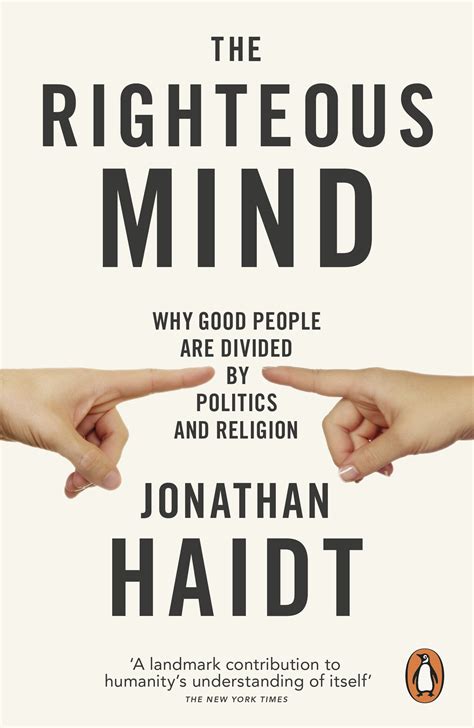 THE
RIGHTEOUS
MIND
WHY GOOD PEOPLE
ARE DIVIDED
BY
POLITICS
AND RELIGION
JONATHAN
HAIDT
'A landmark contribution to
humanity's understanding of itself'
THE NEW YORK TIMES